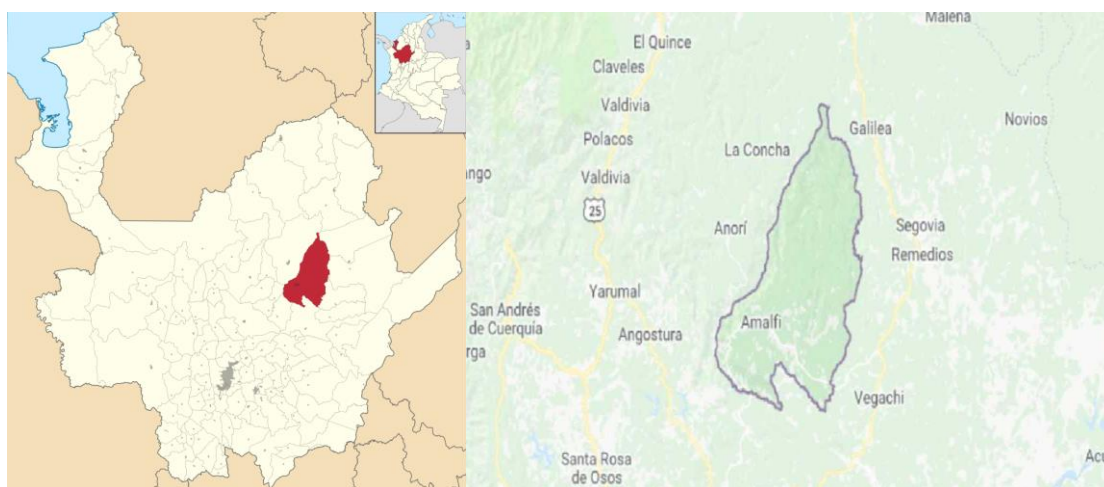 Malena
El Quince
Claveles
Valdivia
Novios
Galilea
Polacos
La Concha
ango
Valdivia
25
Segovia
Anorí
Remedios
Yarumal
San Andrés
de Cuerquía
Amalfi
Angostura
rga
Vegachi
Santa Rosa
de Osos
Acu